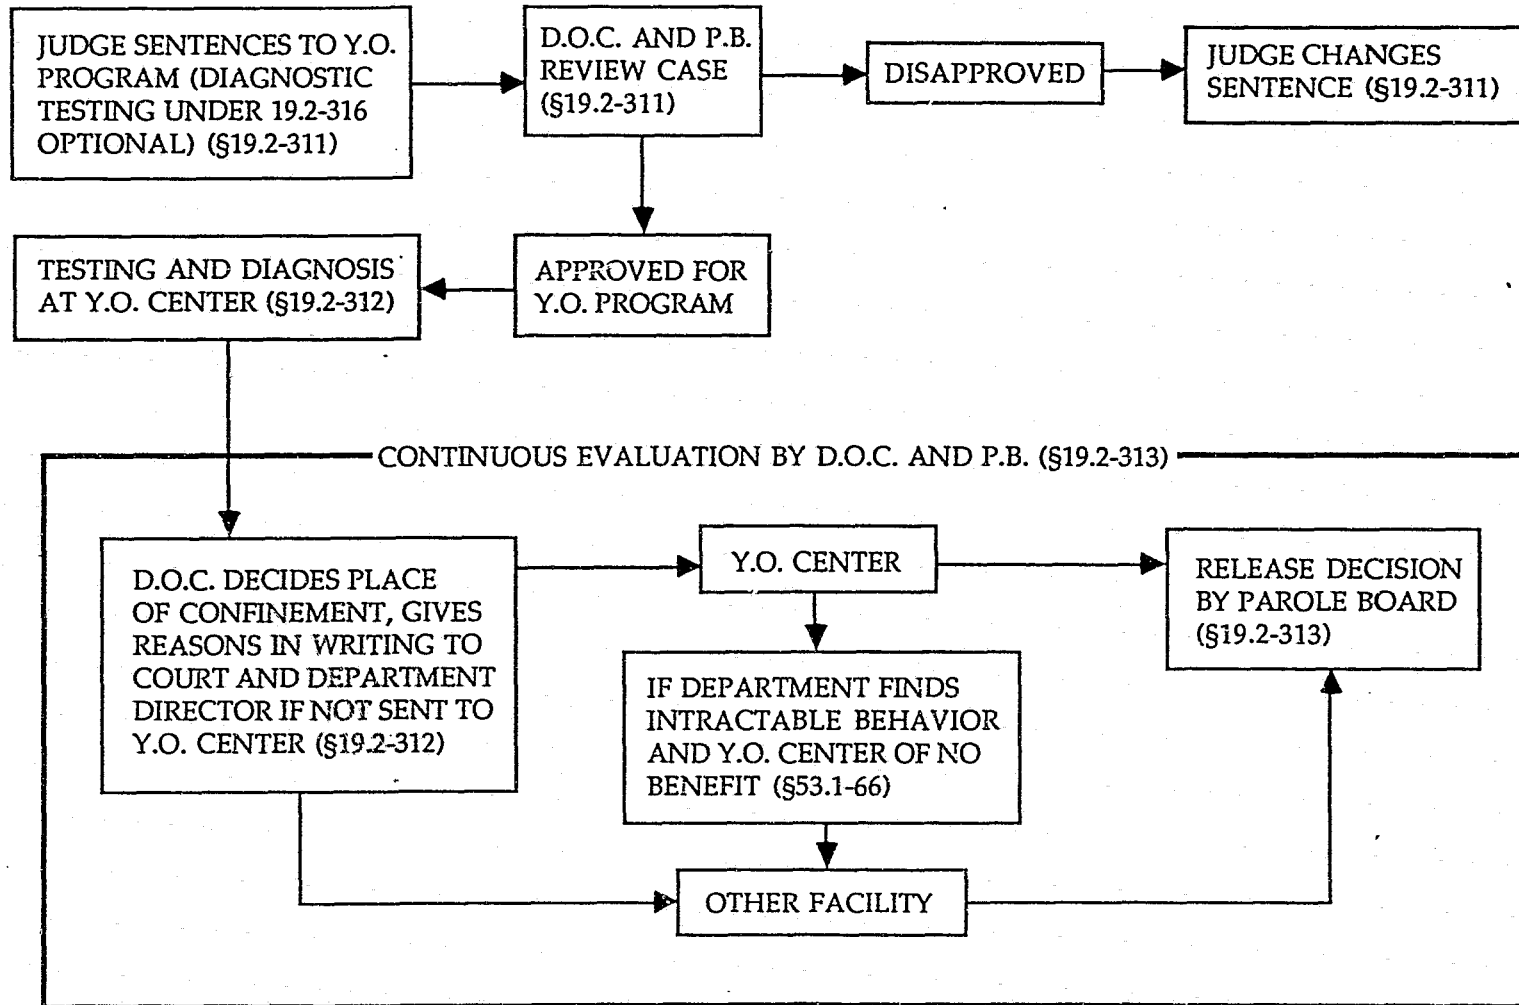 JUDGE SENTENCES TO Y.O.
PROGRAM (DIAGNOSTIC
TESTING UNDER 19.2-316
OPTIONAL) (§19.2-311)
D.O.C. AND P.B.
REVIEW CASE
(§19.2-311)
DISAPPROVED
JUDGE CHANGES
SENTENCE (§19.2-311)
TESTING AND DIAGNOSIS
AT Y.O. CENTER (§19.2-312)
APPROVED FOR
Y.O. PROGRAM
CONTINUOUS EVALUATION BY D.O.C. AND P.B. (§19.2-313)
D.O.C. DECIDES PLACE
OF CONFINEMENT, GIVES
REASONS IN WRITING TO
COURT AND DEPARTMENT
DIRECTOR IF NOT SENT TO
Y.O. CENTER (§19.2-312)
Y.O. CENTER
RELEASE DECISION
BY PAROLE BOARD
(§19.2-313)
IF DEPARTMENT FINDS
INTRACTABLE BEHAVIOR
AND Y.O. CENTER OF NO
BENEFIT (§53.1-66)
OTHER FACILITY